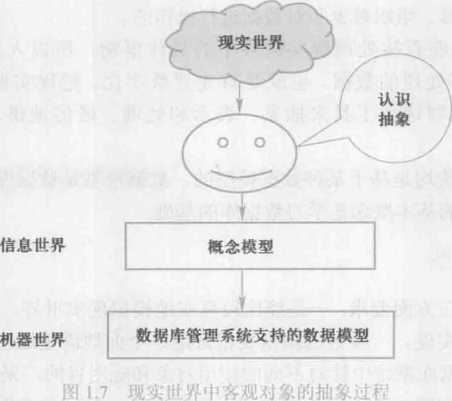 现实世界
认识
抽象
信息世界
概念模型
机器世界
数据库管理系统支持的数据模型
图 1.7 现实世界中客观对象的抽象过程